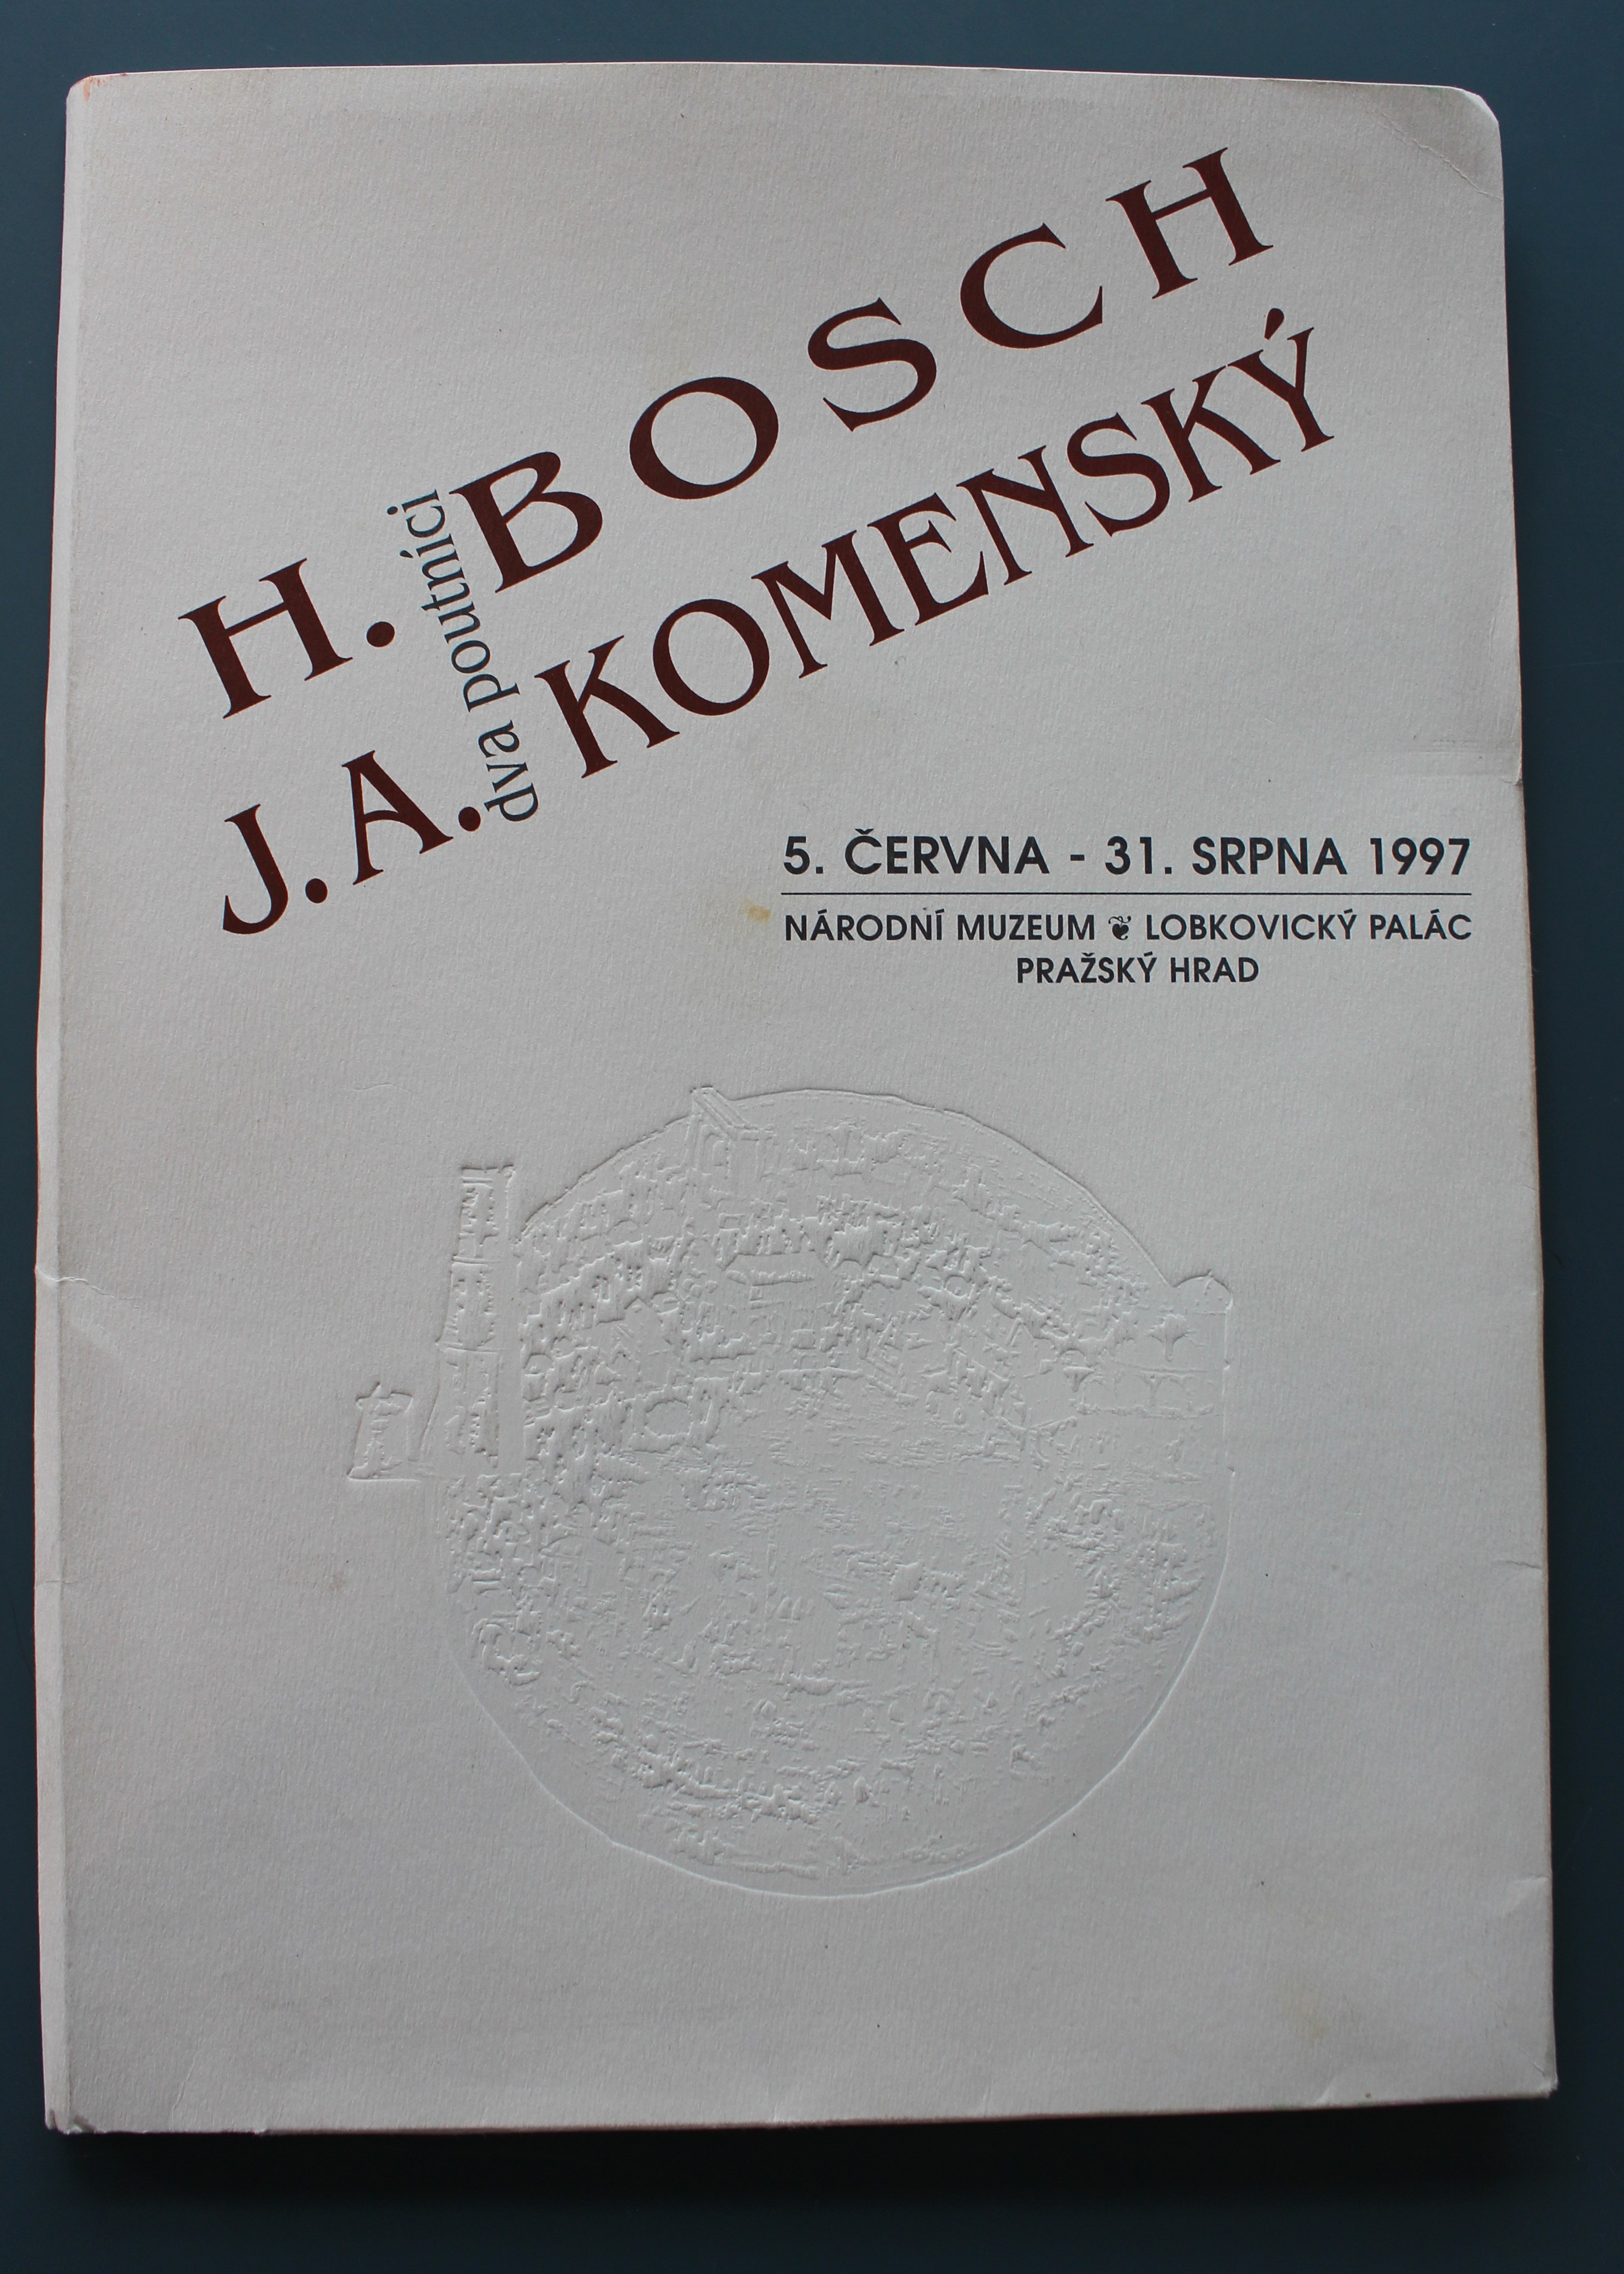 H. BOSCH
dva poutníci
J.A. KOMENSKÝ
5. ČERVNA - 31. SRPNA 1997
NÁRODNÍ MUZEUM ❦ LOBKOVICKÝ PALÁC
PRAŽSKÝ HRAD